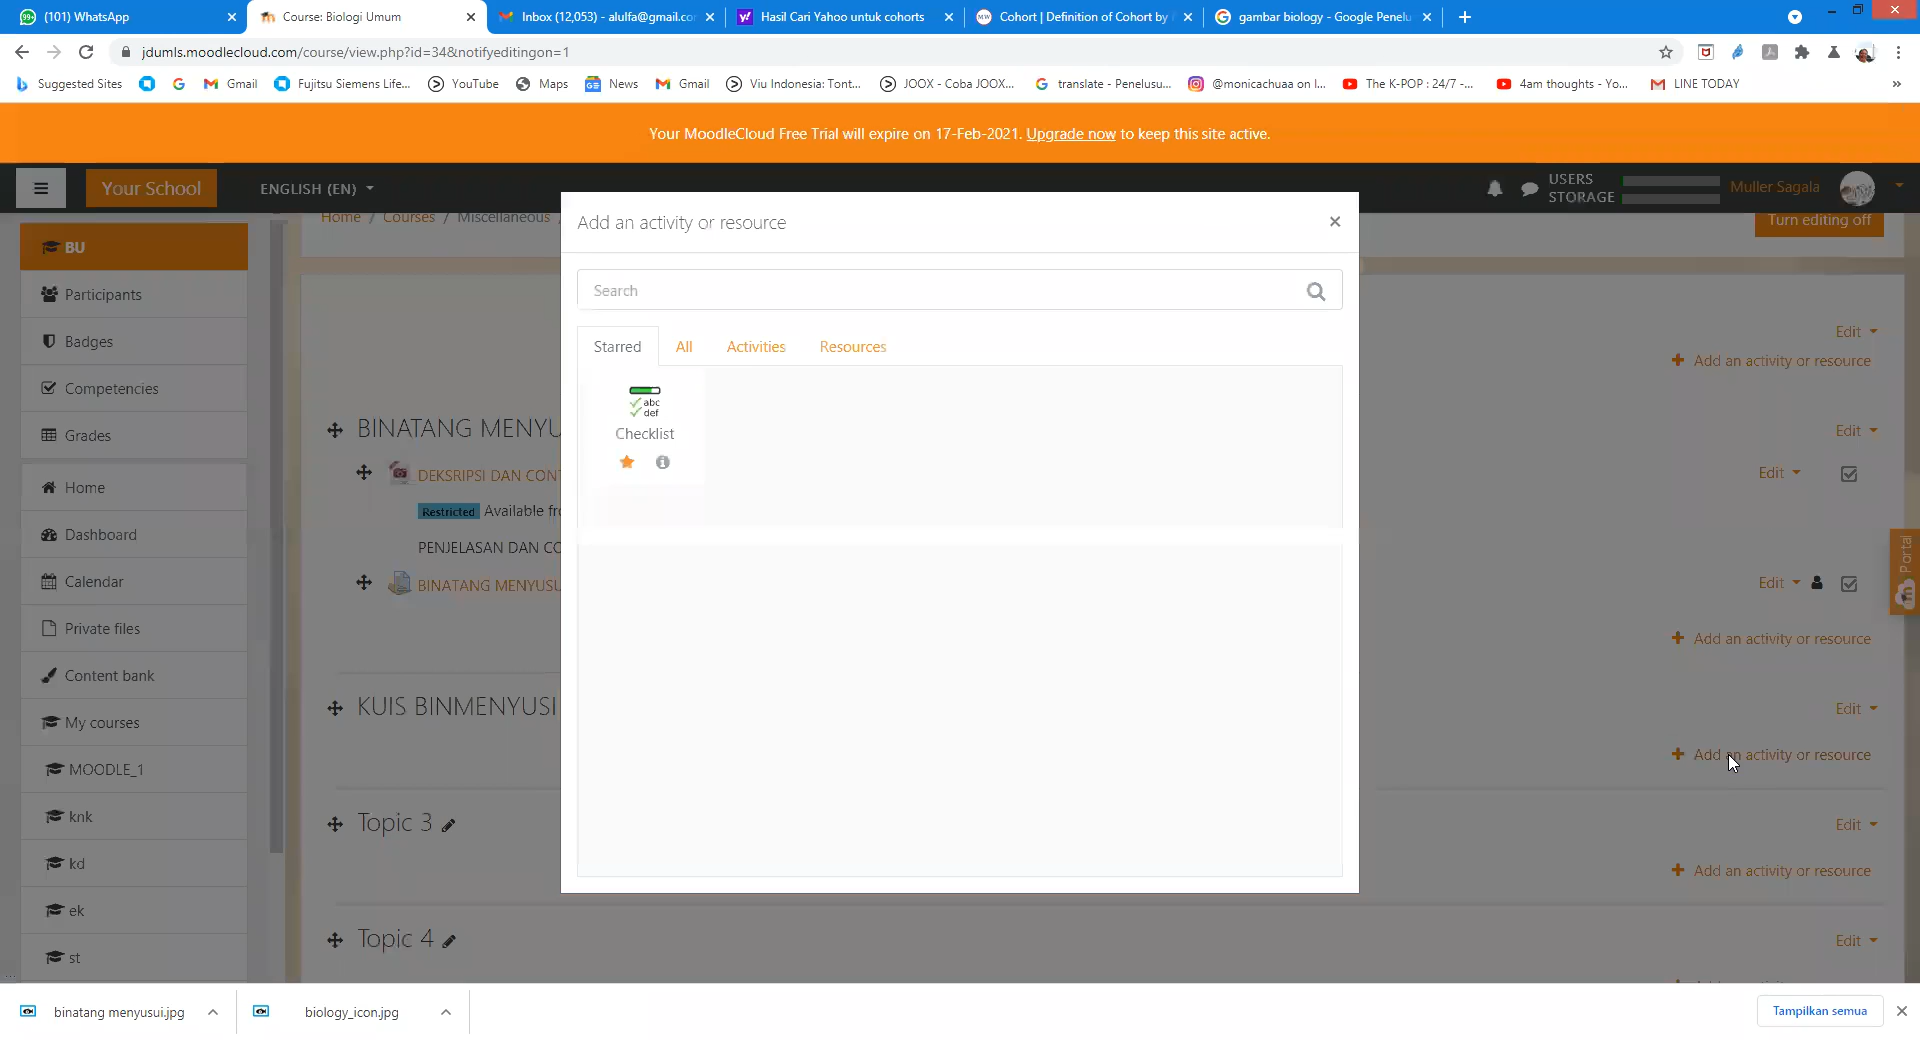 (101) WhatsApp
Course: Biologi Umum
Inbox (12,053) - alulfa@gmail.co
Hasil Cari Yahoo untuk cohorts
Cohort | Definition of Cohort by
gambar biology - Google Penelu
jdumls.moodlecloud.com/course/view.php?id=34&notifyeditingon=1
Suggested Sites
Gmail
Fujitsu Siemens Life...
YouTube
Maps
News
Gmail
Viu Indonesia: Tont...
JOOX - Coba JOOX...
translate - Penelusu...
@monicachuaa on I...
The K-POP : 24/7 -...
4am thoughts - Yo...
LINE TODAY
»
Your MoodleCloud Free Trial will expire on 17-Feb-2021. Upgrade now to keep this site active.
Your School
ENGLISH (EN)
USERS
STORAGE
Muller Sagala
Home / Courses / Miscellaneous /
Turn editing off
Add an activity or resource
×
Search
Starred
All
Activities
Resources
abc
def
Checklist
BU
Participants
Badges
Competencies
Grades
Home
Dashboard
Calendar
Private files
Content bank
My courses
MOODLE_1
knk
kd
ek
st
Edit
Add an activity or resource
BINATANG MENYU
Edit
DEKSRIPSI DAN CON
Edit
Restricted Available fr
PENJELASAN DAN CO
BINATANG MENYUSU
Edit
Portal
Add an activity or resource
KUIS BINMENYUSI
Edit
Add an activity or resource
Topic 3
Edit
Add an activity or resource
Topic 4
Edit
binatang menyusui.jpg
biology_icon.jpg
Tampilkan semua